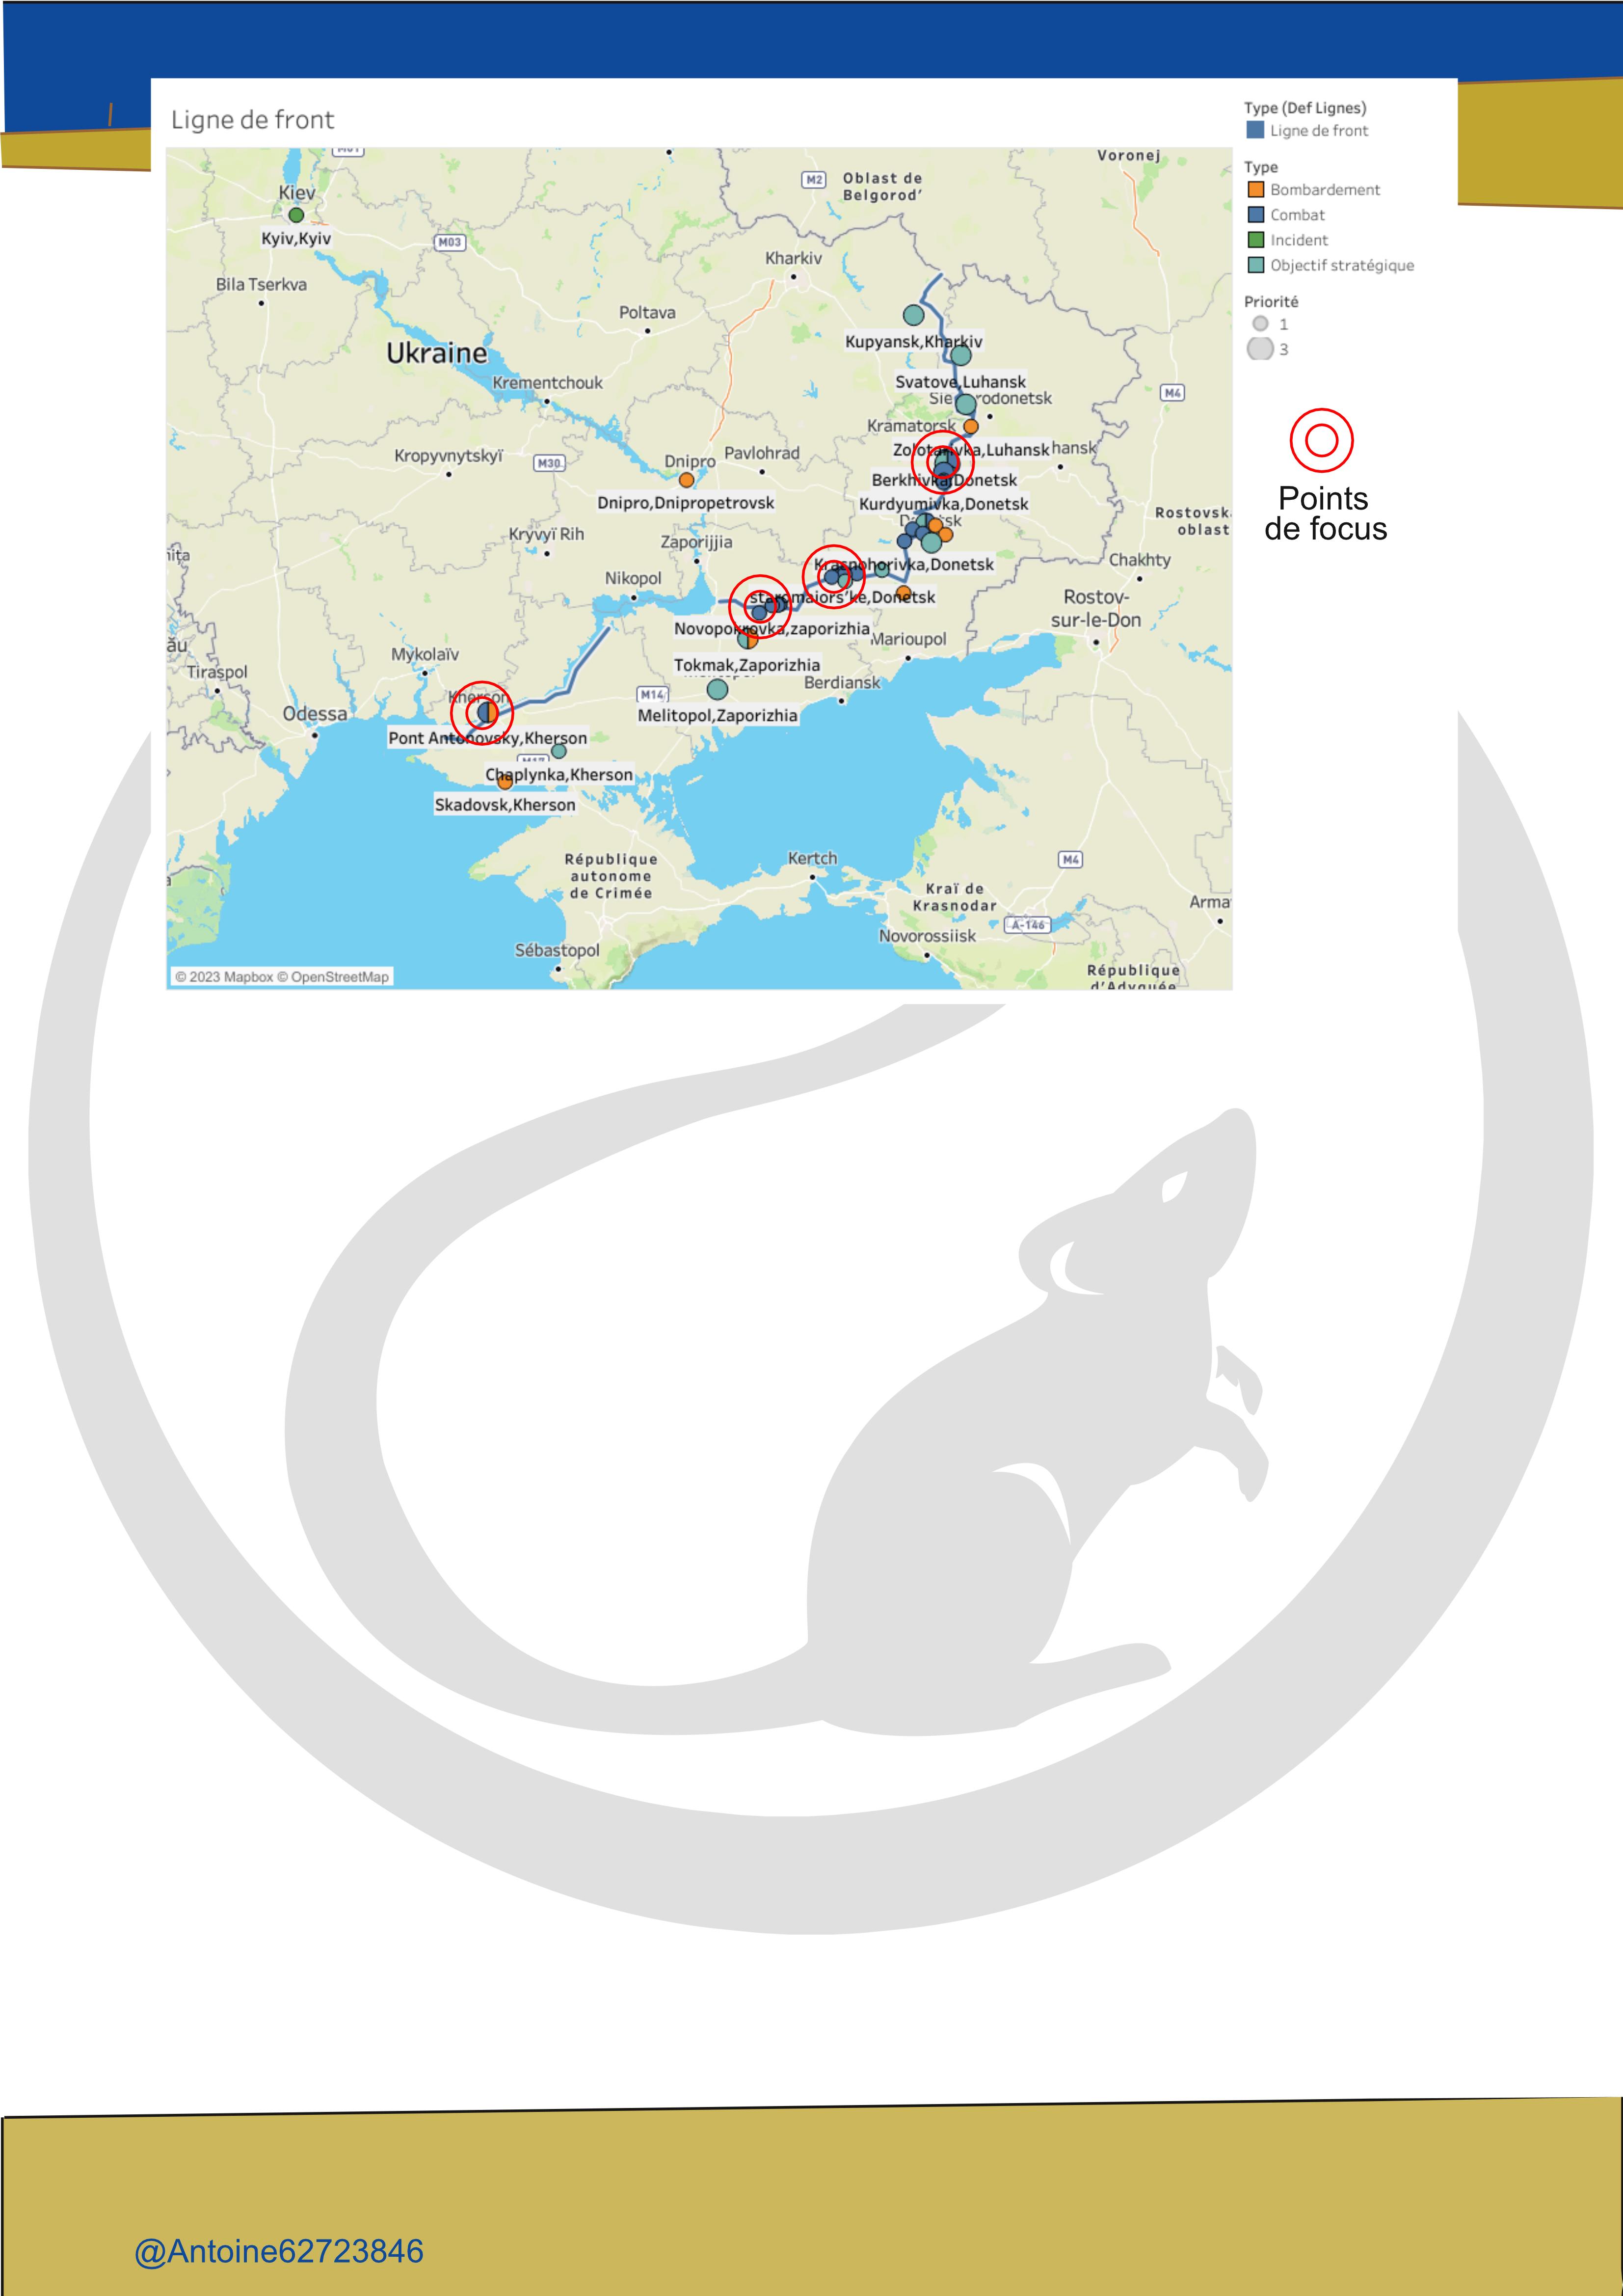 Ligne de front
Type (Def Lignes)
Ligne de front
Type
Bombardement
Combat
Incident
Objectif stratégique
Priorité
1
3
Points
de focus
Voronej
M2
Oblast de
Belgorod’
Kiev
Kyiv,Kyiv
M03
Kharkiv
Bila Tserkva
Poltava
Kupyansk,Kharkiv
Ukraine
Krementchouk
Svatove,Luhansk
M4
Kramatorsk
Kropyvnytskyï
M30
Dnipro
Pavlohrad
Zolotarivka,Luhansk
hansk
Berkhivka,Donetsk
Dnipro,Dnipropetrovsk
Kurdyumivka,Donetsk
Rostovsk
oblast
Kryvyï Rih
Zaporijjia
Krasnohorivka,Donetsk
Chakhty
Nikopol
staromaiors’ke,Donetsk
Rostov-
sur-le-Don
Novopokrovka,zaporizhia
Marioupol
Mykolaïv
Tokmak,Zaporizhia
Tiraspol
Berdiansk
Kherson
M14
Odessa
Melitopol,Zaporizhia
Pont Antonovsky,Kherson
M17
Chaplynka,Kherson
Skadovsk,Kherson
République
autonome
de Crimée
Kertch
M4
Kraï de
Krasnodar
Arma
A-146
Novorossiisk
Sébastopol
République
d’Adyguée
© 2023 Mapbox © OpenStreetMap
@Antoine62723846